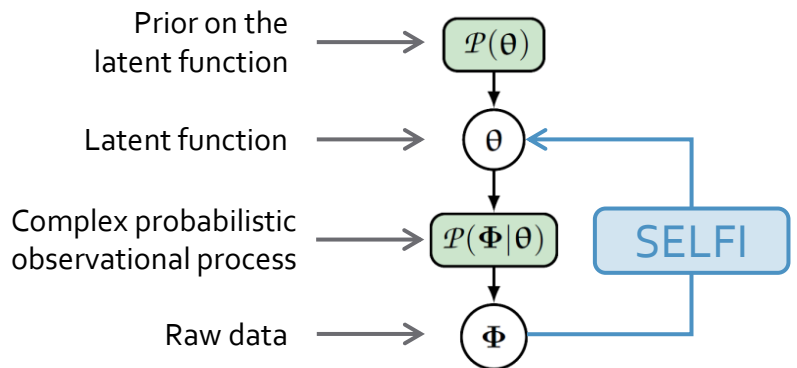 Prior on the
latent function
𝒫(θ)
Latent function
θ
Complex probabilistic
observational process
𝒫(Φ|θ)
SELFI
Raw data
Φ